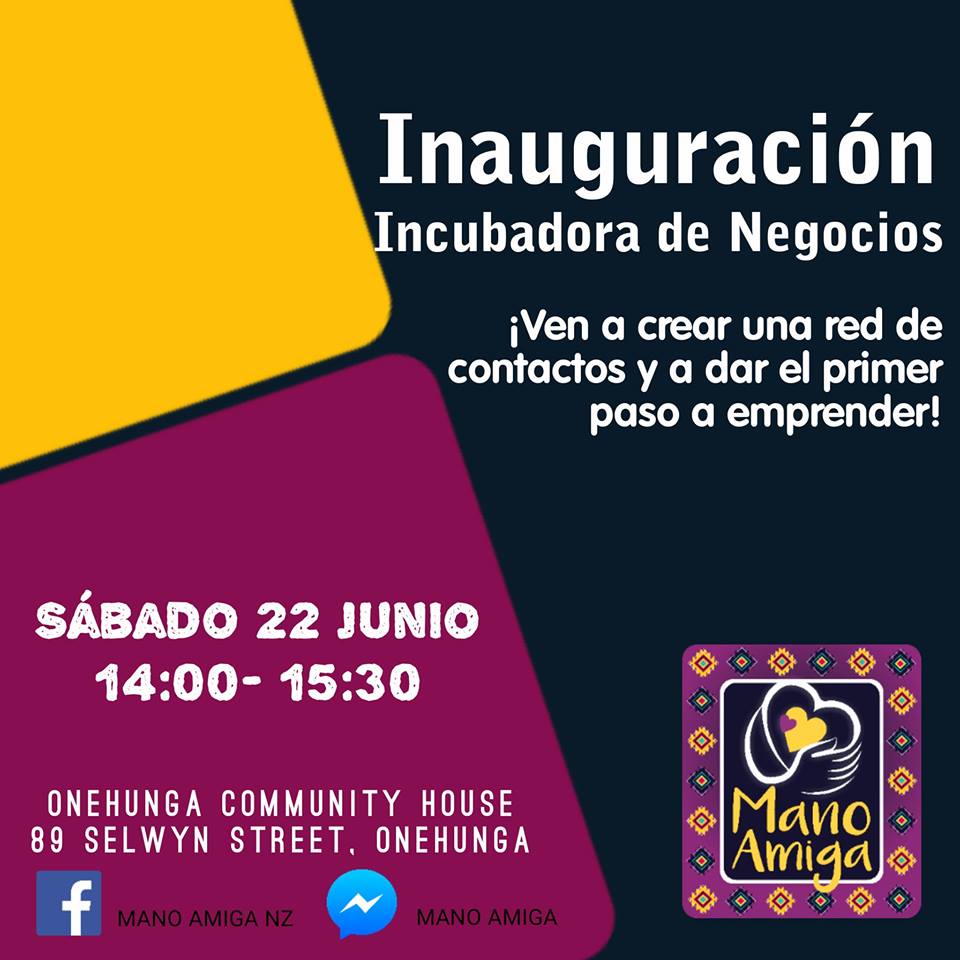 Inauguración
Incubadora de Negocios
¡Ven a crear una red de
contactos y a dar el primer
paso a emprender!
SÁBADO 22 JUNIO
14:00- 15:30
ONEHUNGA COMMUNITY HOUSE
89 SELWYN STREET, ONEHUNGA
f MANO AMIGA NZ MANO AMIGA
Mano
Amiga